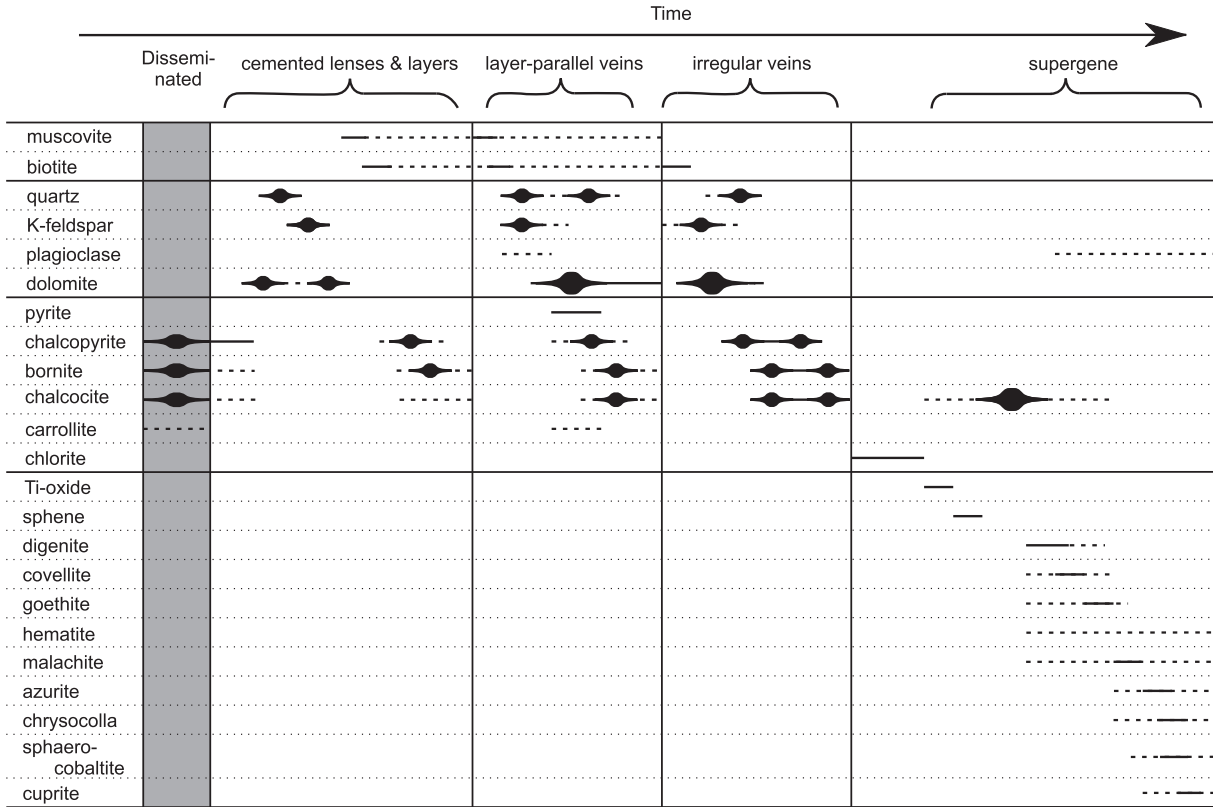 Time
Dissemi-
nated
cemented lenses & layers
layer-parallel veins
irregular veins
supergene
muscovite
biotite
quartz
K-feldspar
plagioclase
dolomite
pyrite
chalcopyrite
bornite
chalcocite
carrollite
chlorite
Ti-oxide
sphene
digenite
covellite
goethite
hematite
malachite
azurite
chrysocolla
sphaero-
cobaltite
cuprite